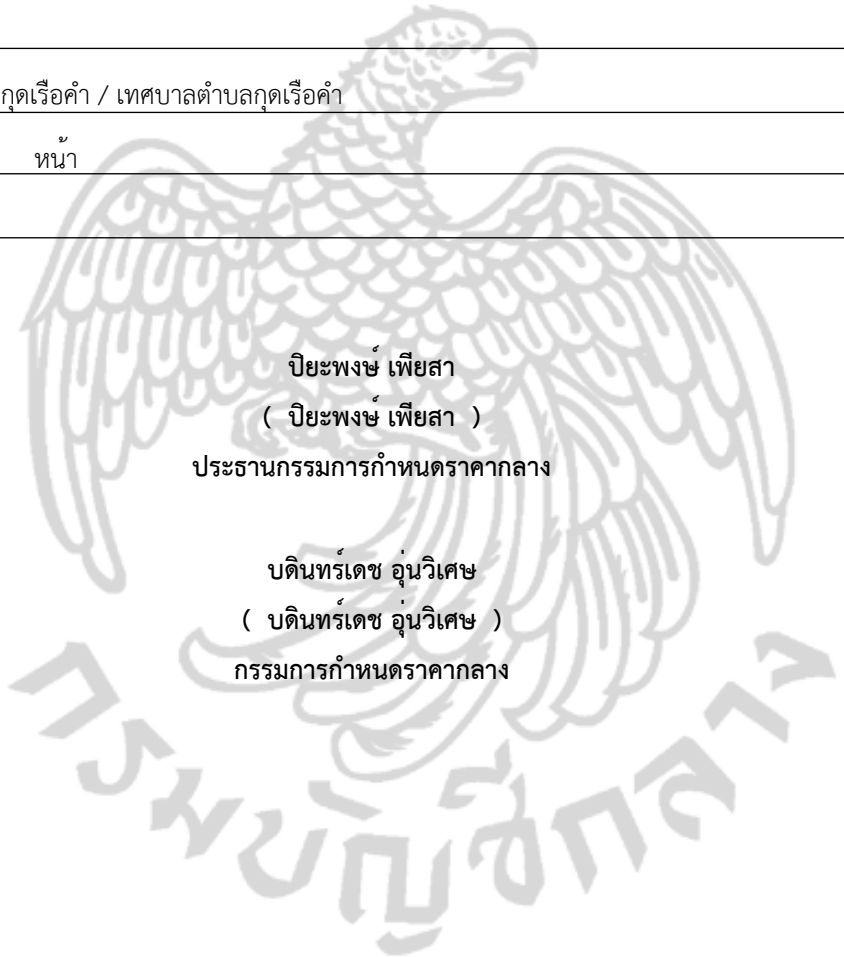 กุดเรือคำ / เทศบาลตำบลกุดเรือคำ
หน้า
ปิยะพงษ์ เพียสา
( ปิยะพงษ์ เพียสา )
ประธานกรรมการกำหนดราคากลาง
บดินทร์เดช อุ่นวิเศษ
( บดินทร์เดช อุ่นวิเศษ )
กรรมการกำหนดราคากลาง
กรมบัญชีกลาง